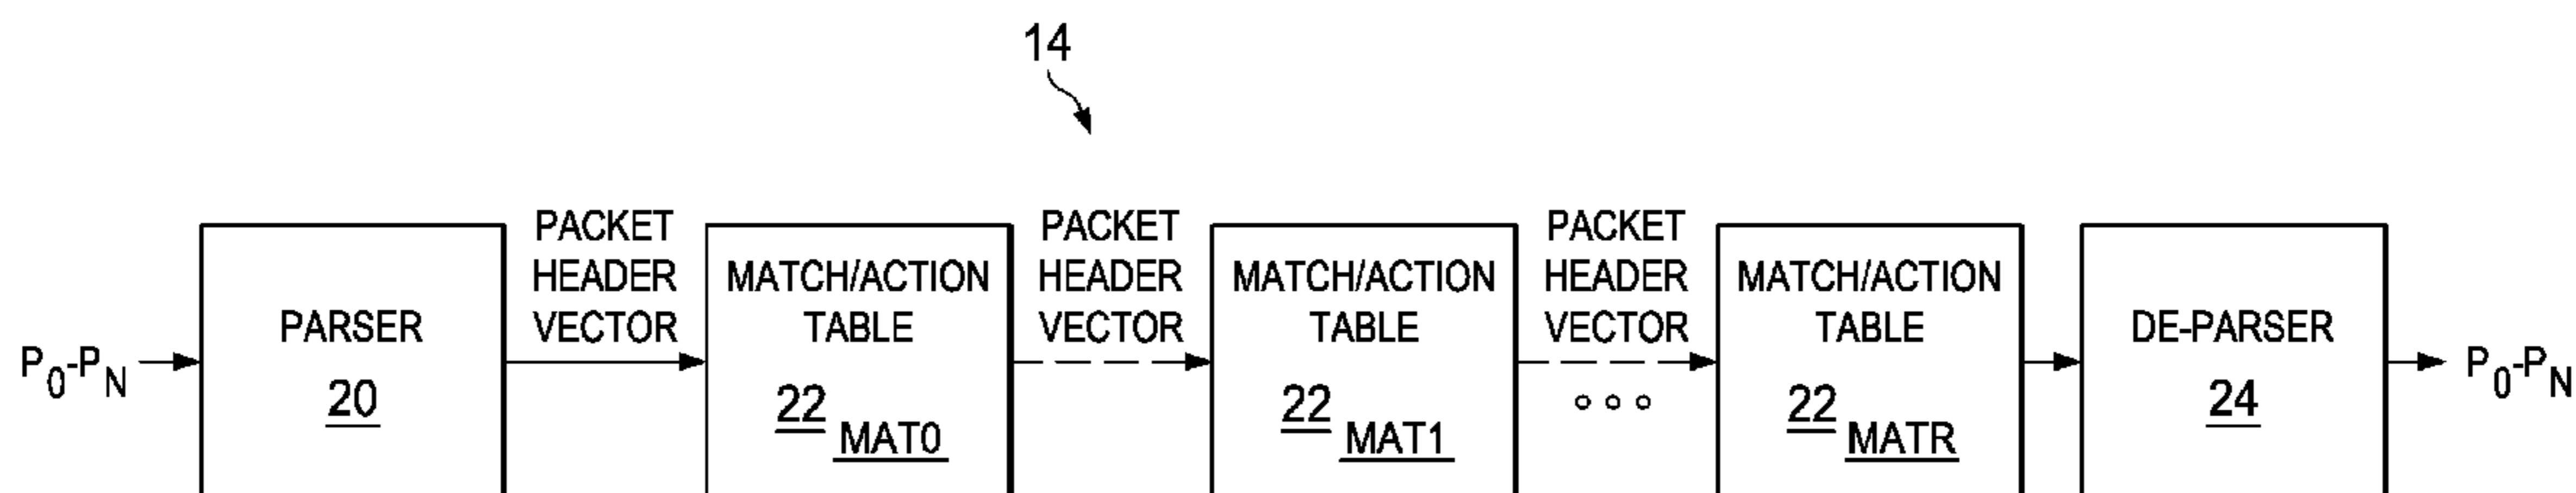 14
P0-PN
PARSER
20
PACKET
HEADER
VECTOR
MATCH/ACTION
TABLE
22 MAT0
PACKET
HEADER
VECTOR
MATCH/ACTION
TABLE
22 MAT1
PACKET
HEADER
VECTOR
MATCH/ACTION
TABLE
22 MATR
DE-PARSER
24
P0-PN